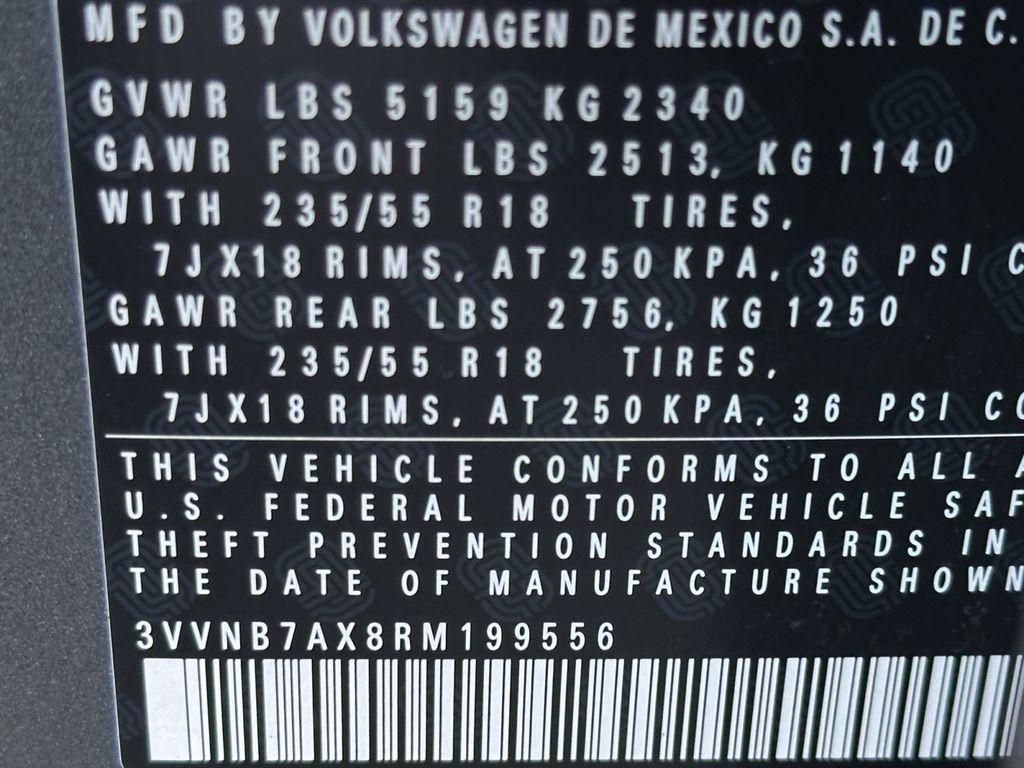 MFD BY VOLKSWAGEN DE MEXICO S.A. DE C.
GVWR LBS 5159 KG 2340
GAWR FRONT LBS 2513, KG 1140
WITH 235/55 R18 TIRES,
7JX18 RIMS, AT 250 KPA, 36 PSI C
GAWR REAR LBS 2756, KG 1250
WITH 235/55 R18 TIRES,
7JX18 RIMS, AT 250 KPA, 36 PSI CO
THIS VEHICLE CONFORMS TO ALL A
U.S. FEDERAL MOTOR VEHICLE SAF
THEFT PREVENTION STANDARDS IN
THE DATE OF MANUFACTURE SHOWN
3VVNB7AX8RM199556